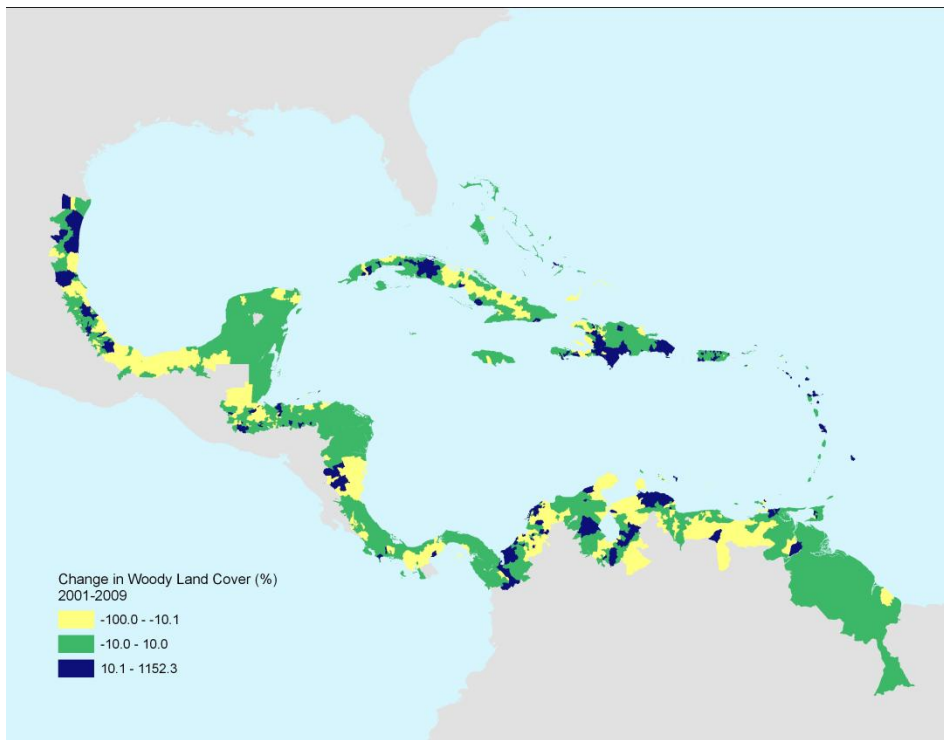 Change in Woody Land Cover (%)
2001-2009
-100.0 - -10.1
-10.0 - 10.0
10.1 - 1152.3